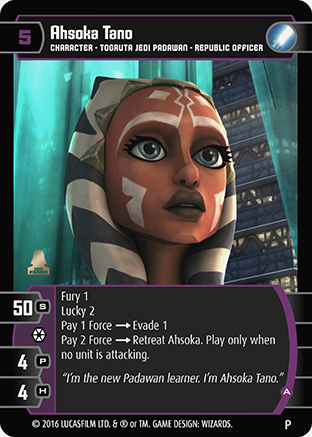 5
Ahsoka Tano
CHARACTER - TOGRUTA JEDI PADAWAN - REPUBLIC OFFICER
50 S
Fury 1
Lucky 2
Pay 1 Force → Evade 1
Pay 2 Force → Retreat Ahsoka. Play only when
no unit is attacking.
4 P
4 H
"I'm the new Padawan learner. I'm Ahsoka Tano."
A
© 2016 LUCASFILM LTD. & ® or TM. GAME DESIGN: WIZARDS.
P